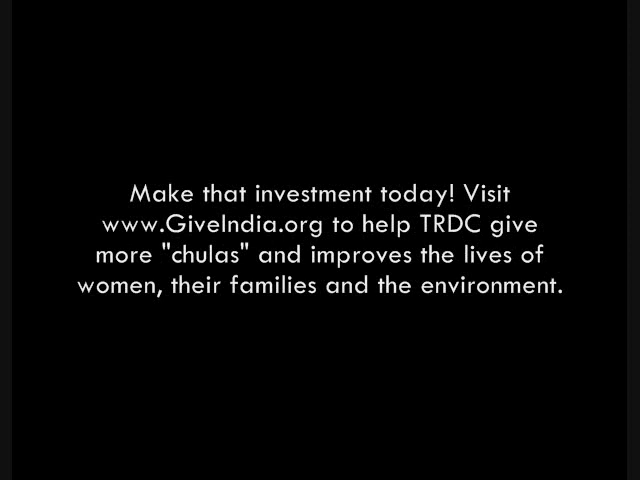 Make that investment today! Visit
www.GiveIndia.org to help TRDC give
more "chulas" and improves the lives of
women, their families and the environment.